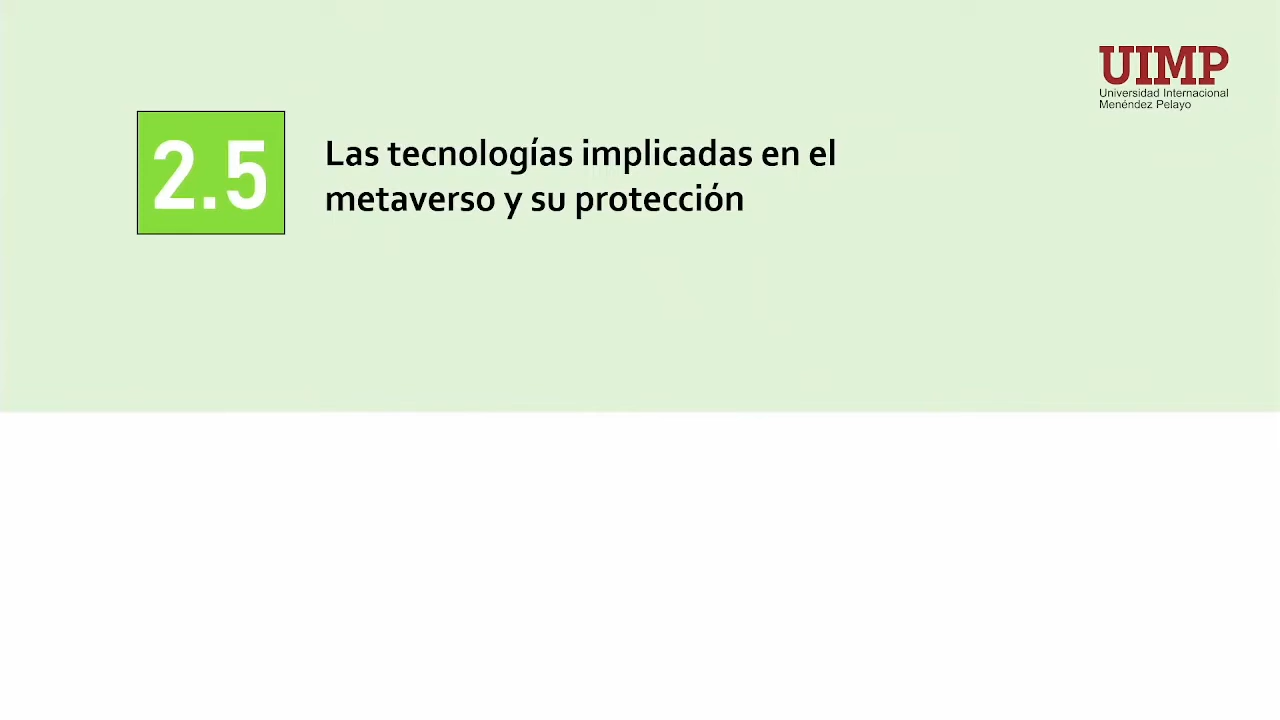 UIMP
Universidad Internacional
Menéndez Pelayo
2.5
Las tecnologías implicadas en el
metaverso y su protección